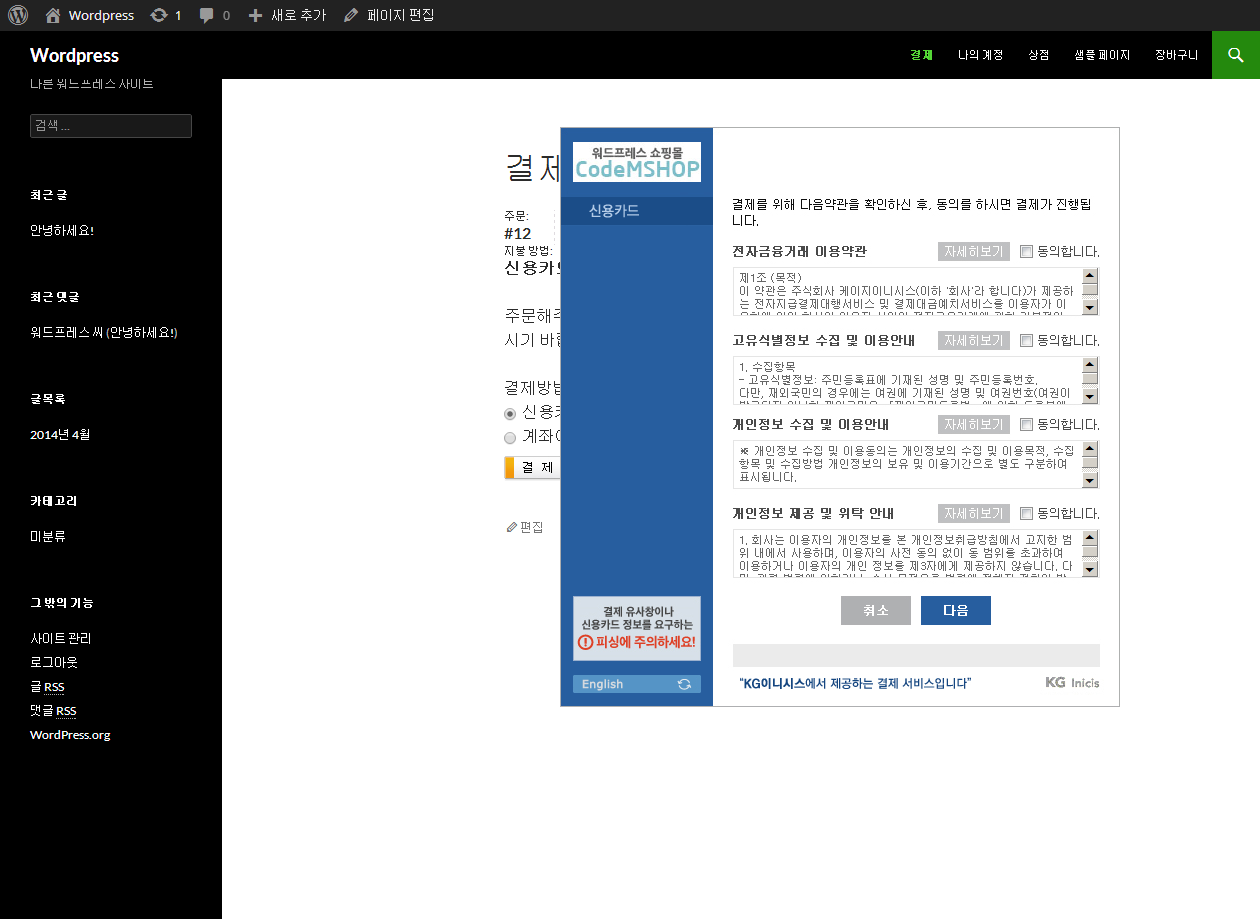 Wordpress
1
0
새로 추가
페이지 편집
Wordpress
결제
나의 계정
상점
샘플 페이지
장바구니
다른 워드프레스 사이트
검색 ...
최근 글
안녕하세요!
최근 댓글
워드프레스 씨 (안녕하세요!)
글목록
2014년 4월
카테고리
미분류
그 밖의 기능
사이트 관리
로그아웃
글 RSS
댓글 RSS
WordPress.org
결제
주문:
#12
지불 방법:
신용카
주문해주
시기 바
결제방법
신용카
계좌이
결 제
편집
워드프레스 쇼핑몰
CodeMSHOP
신용카드
결제 유사창이나
신용카드 정보를 요구하는
피싱에 주의하세요!
English
결제를 위해 다음약관을 확인하신 후, 동의를 하시면 결제가 진행됩
니다.
전자금융거래 이용약관 자세히보기 동의합니다.
제1조 (목적)
이 약관은 주식회사 케이지이니시스(이하 '회사'라 합니다)가 제공하
는 전자지급결제대행서비스 및 결제대금예치서비스를 이용자가 이
고유식별정보 수집 및 이용안내 자세히보기 동의합니다.
1. 수집항목
- 고유식별정보: 주민등록표에 기재된 성명 및 주민등록번호,
다만, 재외국민의 경우에는 여권에 기재된 성명 및 여권번호(여권이
개인정보 수집 및 이용안내 자세히보기 동의합니다.
※ 개인정보 수집 및 이용동의는 개인정보의 수집 및 이용목적, 수집
항목 및 수집방법 개인정보의 보유 및 이용기간으로 별도 구분하여
표시됩니다.
개인정보 제공 및 위탁 안내 자세히보기 동의합니다.
1. 회사는 이용자의 개인정보를 본 개인정보취급방침에서 고지한 범
위 내에서 사용하며, 이용자의 사전 동의 없이 동 범위를 초과하여
이용하거나 이용자의 개인 정보를 제3자에게 제공하지 않습니다. 다
취소
다음
"KG이니시스에서 제공하는 결제 서비스입니다"
KG Inicis